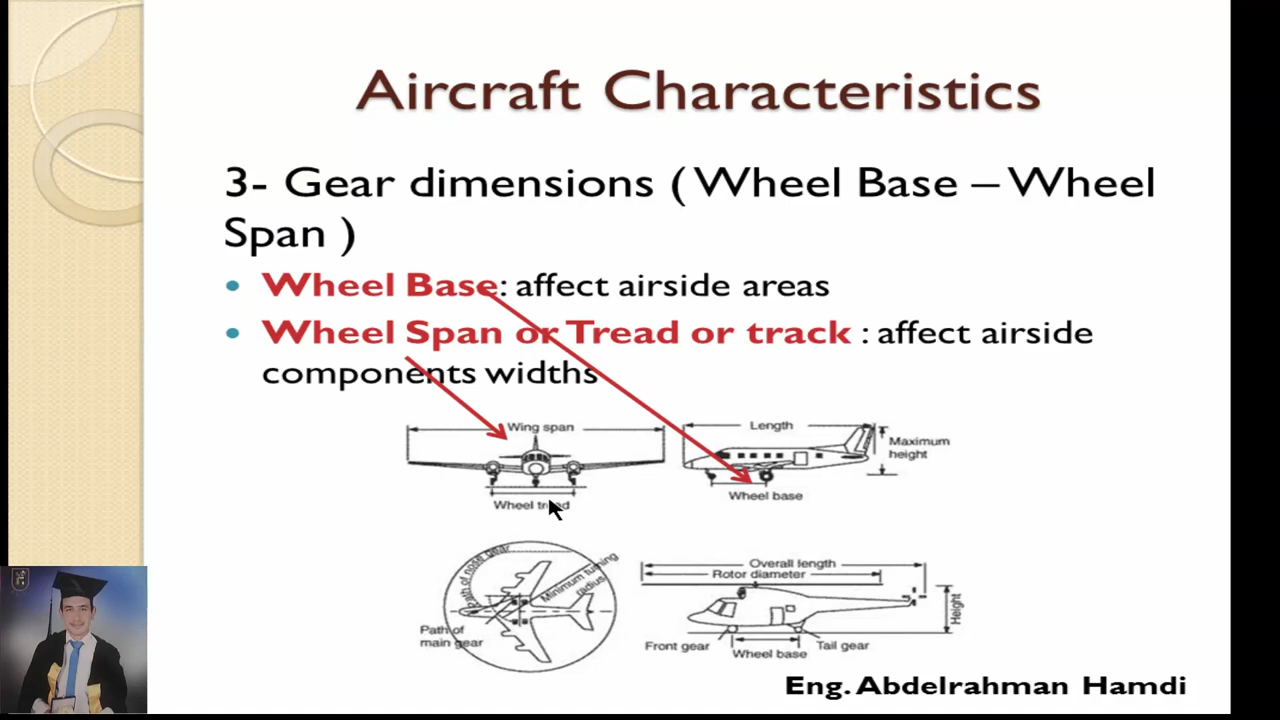 Aircraft Characteristics
3- Gear dimensions ( Wheel Base – Wheel
Span )
• Wheel Base: affect airside areas
• Wheel Span or Tread or track : affect airside
components widths
Wing span
Length
Maximum
height
Wheel tread
Wheel base
Path of nose gear
Minimum turning
radius
Path of
main gear
Overall length
Rotor diameter
Height
Front gear
Tail gear
Wheel base
Eng. Abdelrahman Hamdi